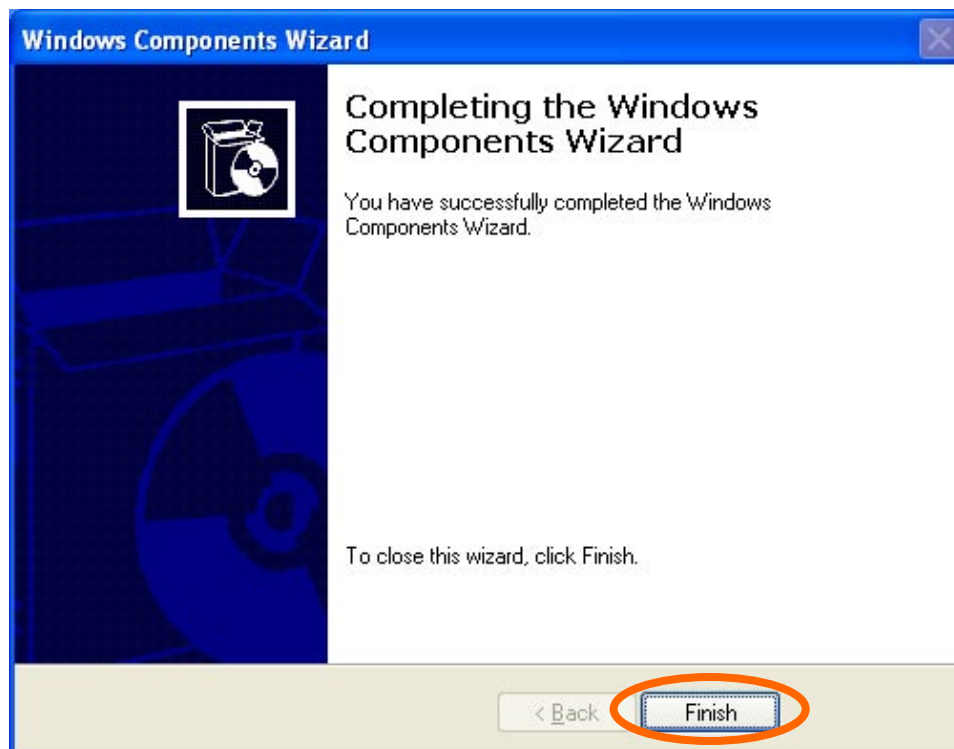 Windows Components Wizard
Completing the Windows
Components Wizard
You have successfully completed the Windows
Components Wizard.
To close this wizard, click Finish.
< Back
Finish